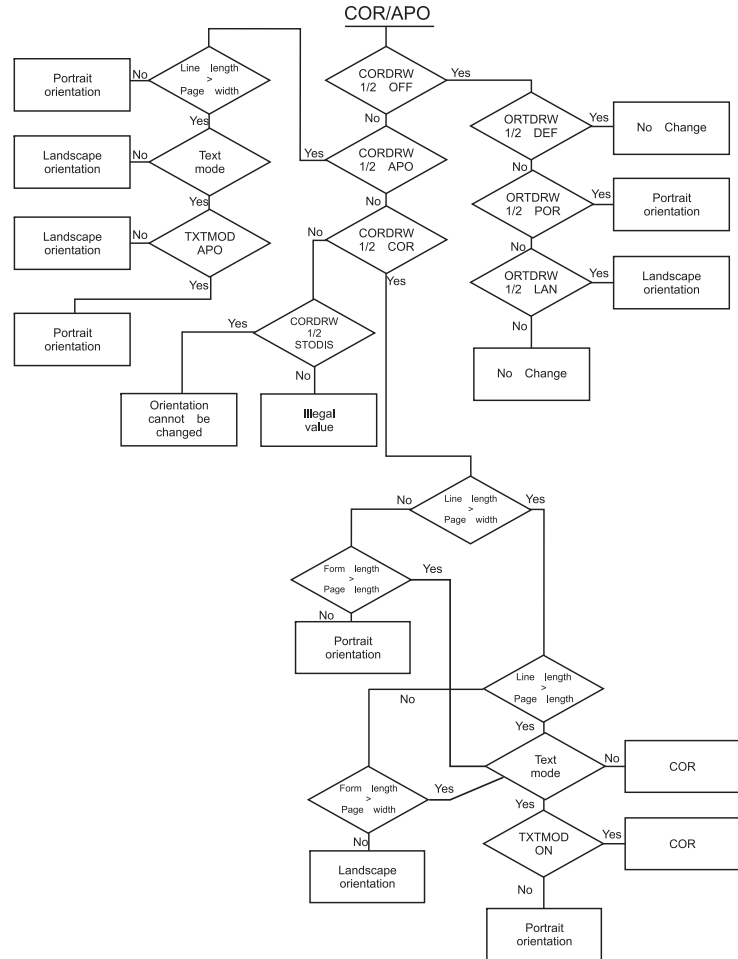 COR/APO
CORDRW
1/2 OFF
Yes
No
Line length
>
Page width
No
Portrait
orientation
Yes
ORTDRW
1/2 DEF
Yes
No Change
No
Text
mode
No
Landscape
orientation
Yes
CORDRW
1/2 APO
Yes
No
ORTDRW
1/2 POR
Yes
Portrait
orientation
No
TXTMOD
APO
No
Landscape
orientation
Yes
Portrait
orientation
CORDRW
1/2 COR
No
Yes
ORTDRW
1/2 LAN
Yes
Landscape
orientation
No
No Change
CORDRW
1/2
STODIS
Yes
No
Orientation
cannot be
changed
Illegal
value
Line length
>
Page width
No
Yes
Form length
>
Page length
Yes
No
Portrait
orientation
Line length
>
Page length
No
Yes
Text
mode
No
COR
Yes
Form length
>
Page width
Yes
No
Landscape
orientation
TXTMOD
ON
Yes
COR
No
Portrait
orientation